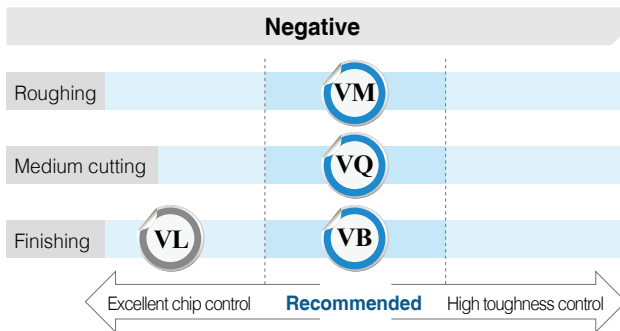 Negative
Roughing
VM
Medium cutting
VQ
Finishing
VL
VB
Excellent chip control
Recommended
High toughness control